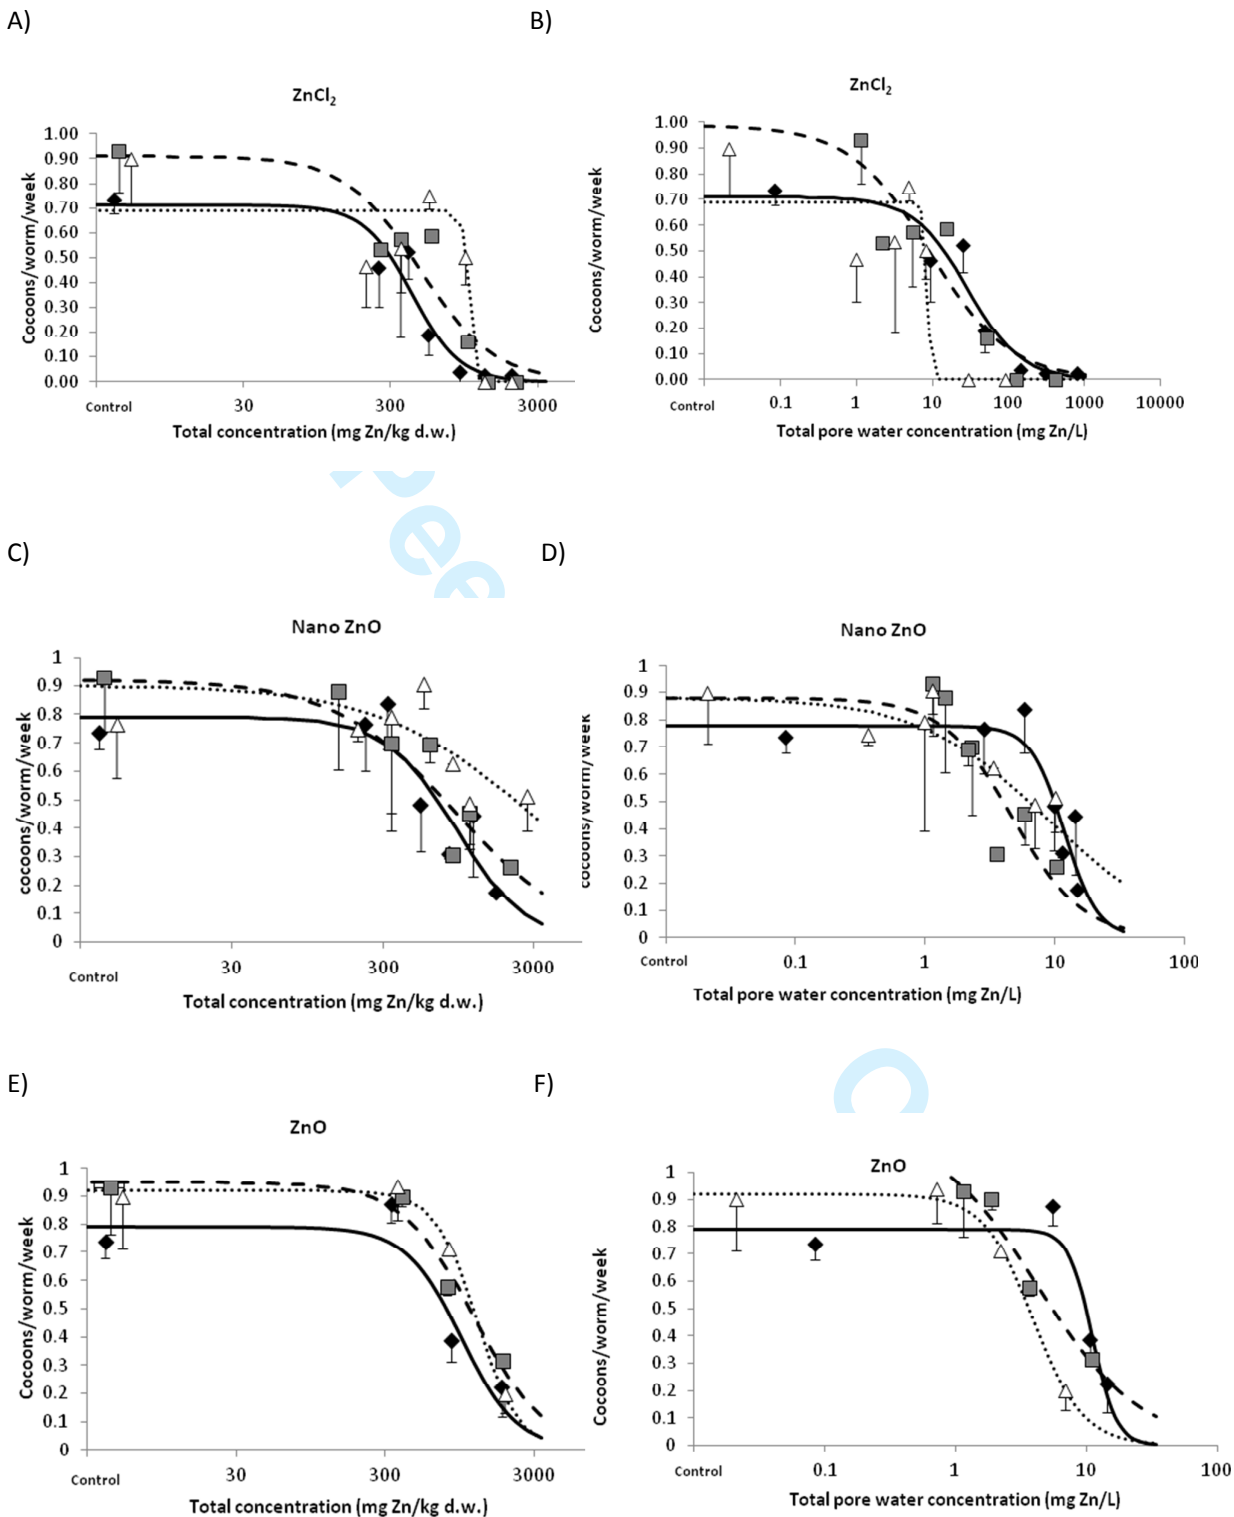 A)
B)
ZnCl2
ZnCl2
1.00
0.90
0.80
0.70
0.60
0.50
0.40
0.30
0.20
0.10
0.00
Cocoons/worm/week
Control
30
300
3000
Total concentration (mg Zn/kg d.w.)
1.00
0.90
0.80
0.70
0.60
0.50
0.40
0.30
0.20
0.10
0.00
Cocoons/worm/week
Control
0.1
1
10
100
1000
10000
Total pore water concentration (mg Zn/L)
Pee
C)
D)
Nano ZnO
Nano ZnO
1
0.9
0.8
0.7
0.6
0.5
0.4
0.3
0.2
0.1
0
cocoons/worm/week
Control
30
300
3000
Total concentration (mg Zn/kg d.w.)
1
0.9
0.8
0.7
0.6
0.5
0.4
0.3
0.2
0.1
0
cocoons/worm/week
Control
0.1
1
10
100
Total pore water concentration (mg Zn/L)
E)
F)
ZnO
ZnO
1
0.9
0.8
0.7
0.6
0.5
0.4
0.3
0.2
0.1
0
Cocoons/worm/week
Control
30
300
3000
Total concentration (mg Zn/kg d.w.)
1
0.9
0.8
0.7
0.6
0.5
0.4
0.3
0.2
0.1
0
Cocoons/worm/week
Control
0.1
1
10
100
Total pore water concentration (mg Zn/L)